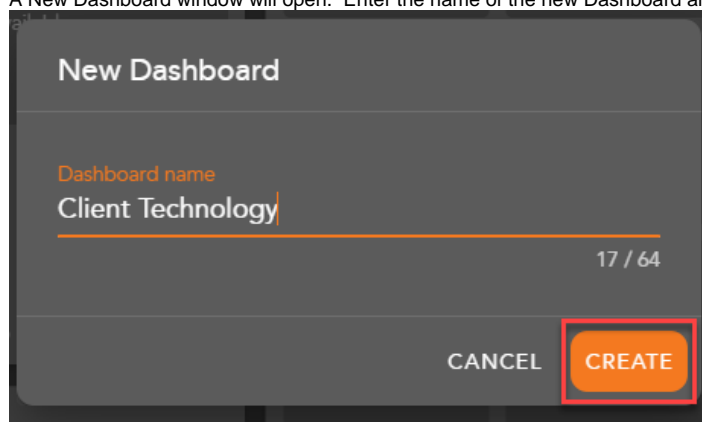 A New Dashboard window will open. Enter the name of the new Dashboard
New Dashboard
Dashboard name
Client Technology
17 / 64
CANCEL
CREATE